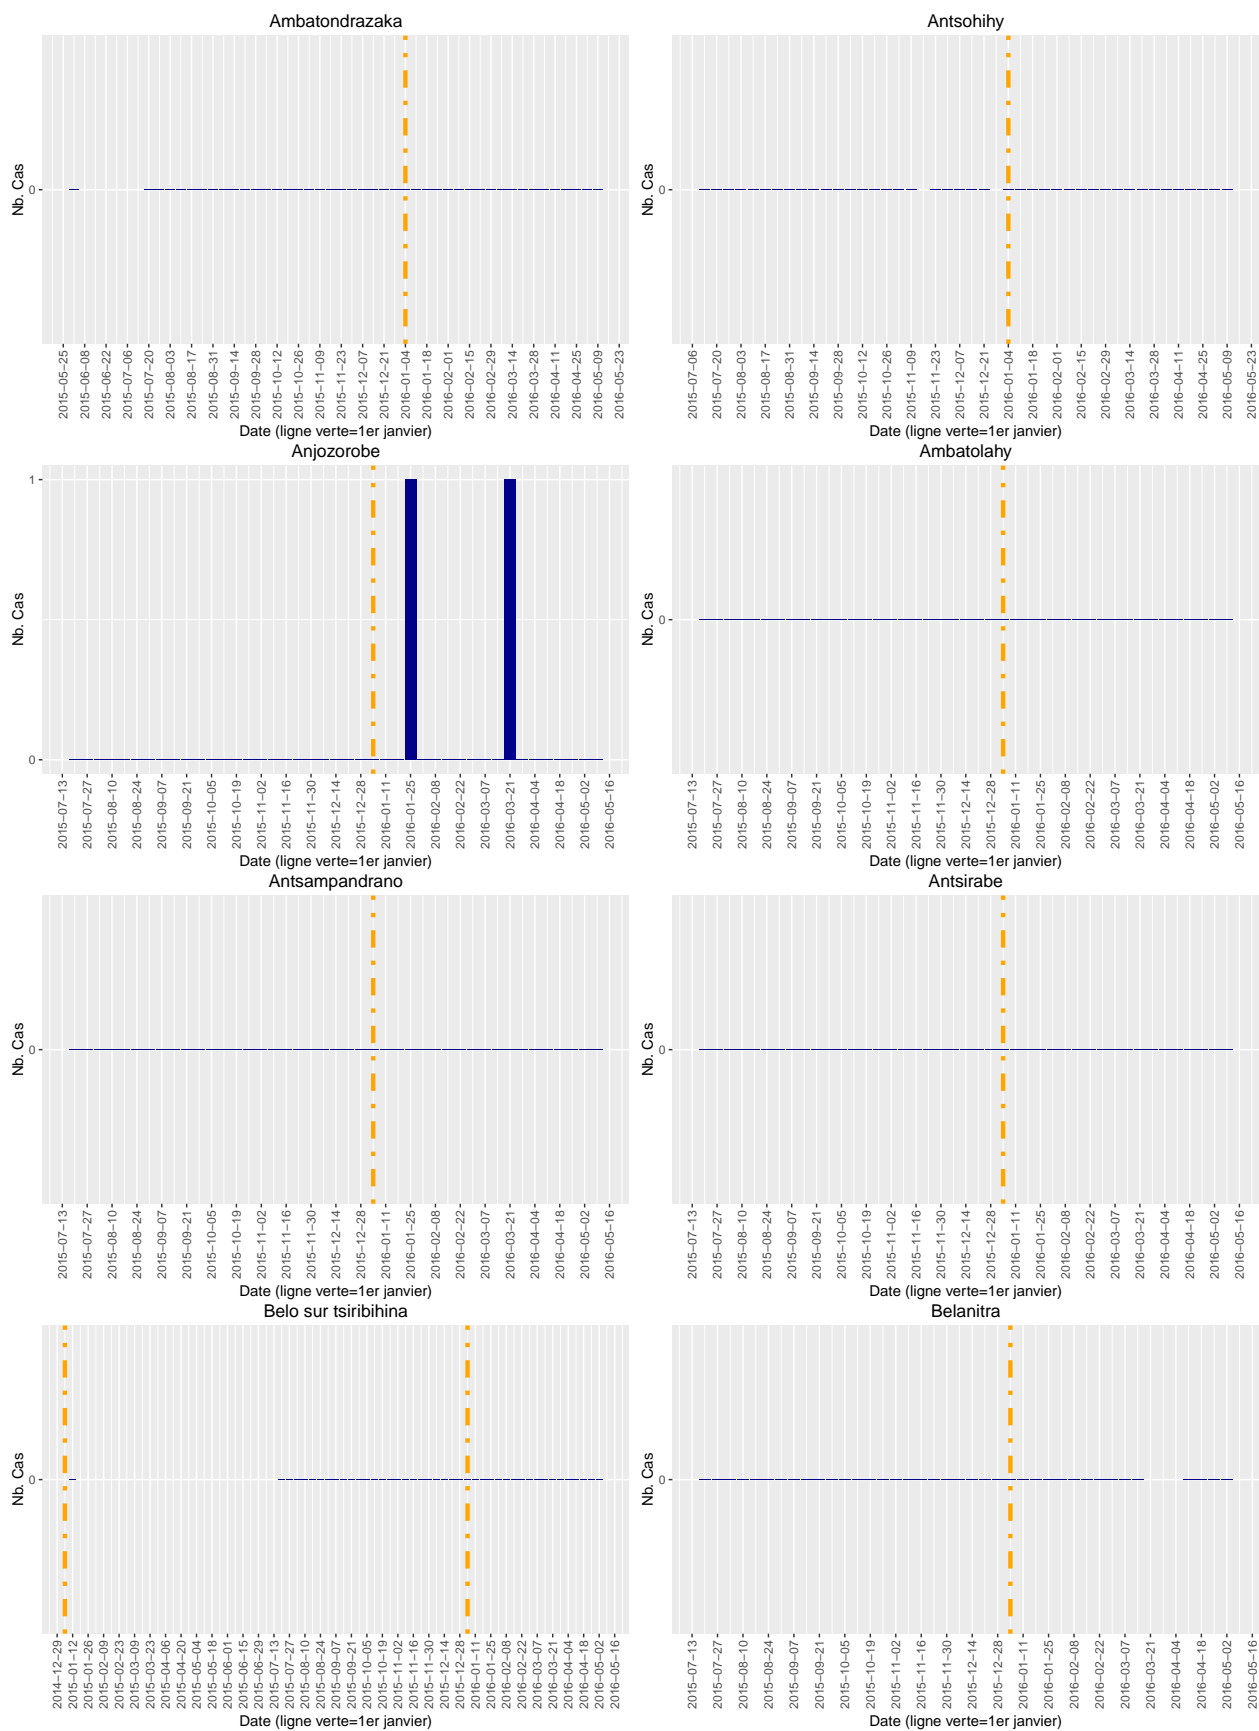 Ambatondrazaka
Nb. Cas
0
2015−05−25 2015−06−08 2015−06−22 2015−07−06 2015−07−20 2015−08−03 2015−08−17 2015−08−31 2015−09−14 2015−09−28 2015−10−12 2015−10−26 2015−11−09 2015−11−23 2015−12−07 2015−12−21 2016−01−04 2016−01−18 2016−02−01 2016−02−15 2016−02−29 2016−03−14 2016−03−28 2016−04−11 2016−04−25 2016−05−09 2016−05−23
Date (ligne verte=1er janvier)
Antsohihy
Nb. Cas
0
2015−07−06 2015−07−20 2015−08−03 2015−08−17 2015−08−31 2015−09−14 2015−09−28 2015−10−12 2015−10−26 2015−11−09 2015−11−23 2015−12−07 2015−12−21 2016−01−04 2016−01−18 2016−02−01 2016−02−15 2016−02−29 2016−03−14 2016−03−28 2016−04−11 2016−04−25 2016−05−09 2016−05−23
Date (ligne verte=1er janvier)
Anjozorobe
Nb. Cas
1
0
2015−07−13 2015−07−27 2015−08−10 2015−08−24 2015−09−07 2015−09−21 2015−10−05 2015−10−19 2015−11−02 2015−11−16 2015−11−30 2015−12−14 2015−12−28 2016−01−11 2016−01−25 2016−02−08 2016−02−22 2016−03−07 2016−03−21 2016−04−04 2016−04−18 2016−05−02 2016−05−16
Date (ligne verte=1er janvier)
Ambatolahy
Nb. Cas
0
2015−07−13 2015−07−27 2015−08−10 2015−08−24 2015−09−07 2015−09−21 2015−10−05 2015−10−19 2015−11−02 2015−11−16 2015−11−30 2015−12−14 2015−12−28 2016−01−11 2016−01−25 2016−02−08 2016−02−22 2016−03−07 2016−03−21 2016−04−04 2016−04−18 2016−05−02 2016−05−16
Date (ligne verte=1er janvier)
Antsampandrano
Nb. Cas
0
2015−07−13 2015−07−27 2015−08−10 2015−08−24 2015−09−07 2015−09−21 2015−10−05 2015−10−19 2015−11−02 2015−11−16 2015−11−30 2015−12−14 2015−12−28 2016−01−11 2016−01−25 2016−02−08 2016−02−22 2016−03−07 2016−03−21 2016−04−04 2016−04−18 2016−05−02 2016−05−16
Date (ligne verte=1er janvier)
Antsirabe
Nb. Cas
0
2015−07−13 2015−07−27 2015−08−10 2015−08−24 2015−09−07 2015−09−21 2015−10−05 2015−10−19 2015−11−02 2015−11−16 2015−11−30 2015−12−14 2015−12−28 2016−01−11 2016−01−25 2016−02−08 2016−02−22 2016−03−07 2016−03−21 2016−04−04 2016−04−18 2016−05−02 2016−05−16
Date (ligne verte=1er janvier)
Belo sur tsiribihina
Nb. Cas
0
2014−12−29 2015−01−12 2015−01−26 2015−02−09 2015−02−23 2015−03−09 2015−03−23 2015−04−06 2015−04−20 2015−05−04 2015−05−18 2015−06−01 2015−06−15 2015−06−29 2015−07−13 2015−07−27 2015−08−10 2015−08−24 2015−09−07 2015−09−21 2015−10−05 2015−10−19 2015−11−02 2015−11−16 2015−11−30 2015−12−14 2015−12−28 2016−01−11 2016−01−25 2016−02−08 2016−02−22 2016−03−07 2016−03−21 2016−04−04 2016−04−18 2016−05−02 2016−05−16
Date (ligne verte=1er janvier)
Belanitra
Nb. Cas
0
2015−07−13 2015−07−27 2015−08−10 2015−08−24 2015−09−07 2015−09−21 2015−10−05 2015−10−19 2015−11−02 2015−11−16 2015−11−30 2015−12−14 2015−12−28 2016−01−11 2016−01−25 2016−02−08 2016−02−22 2016−03−07 2016−03−21 2016−04−04 2016−04−18 2016−05−02 2016−05−16
Date (ligne verte=1er janvier)